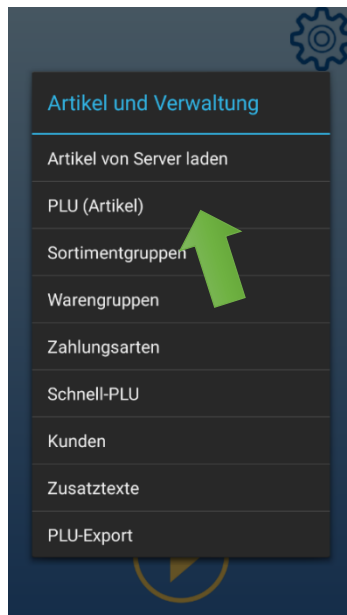 Artikel und Verwaltung
Artikel von Server laden
PLU (Artikel)
Sortimentgruppen
Warengruppen
Zahlungsarten
Schnell-PLU
Kunden
Zusatztexte
PLU-Export